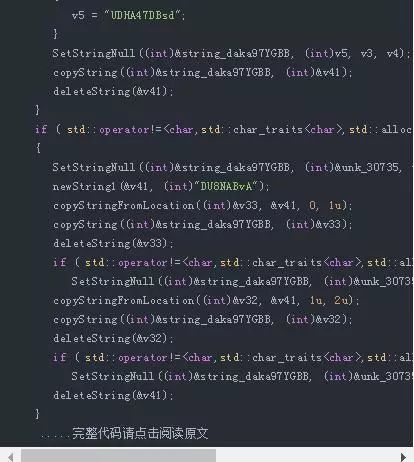 v5 = "UDHA47DBsd";
}
SetStringNull((int)&string_daka97YGBB, (int)v5, v3, v4);
copyString((int)&string_daka97YGBB, (int)&v41);
deleteString(&v41);
}
if ( std::operator!=<char,std::char_traits<char>,std::alloc
{
SetStringNull((int)&string_daka97YGBB, (int)&unk_30735,
newString1(&v41, (int)"DU8NABvA");
copyStringFromLocation((int)&v33, &v41, 0, 1u);
copyString((int)&string_daka97YGBB, (int)&v33);
deleteString(&v33);
if ( std::operator!=<char,std::char_traits<char>,std::all
SetStringNull((int)&string_daka97YGBB, (int)&unk_30735
copyStringFromLocation((int)&v32, &v41, 1u, 2u);
copyString((int)&string_daka97YGBB, (int)&v32);
deleteString(&v32);
if ( std::operator!=<char,std::char_traits<char>,std::all
SetStringNull((int)&string_daka97YGBB, (int)&unk_30735
deleteString(&v41);
}
.....完整代码请点击阅读原文